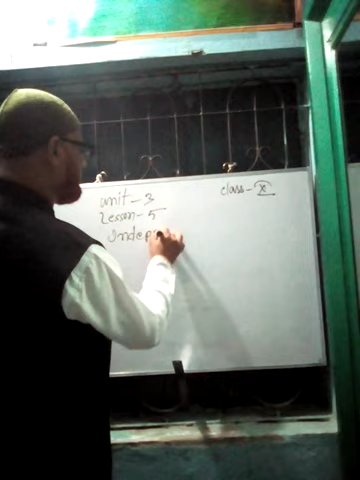 Unit - 3
class - X
Lesson - 5
Indep